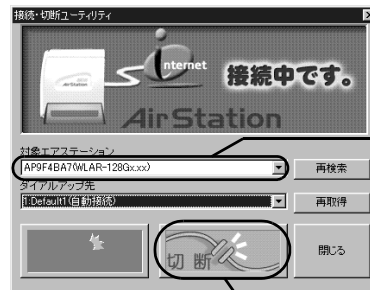 接続・切断ユーティリティ
internet
接続中です。
AirStation
AirStation
対象エアステーション
AP9F4BA7(WLAR-128Gx.xx)
再検索
ダイアルアップ先
1:Default1(自動接続)
再取得
切断
閉じる